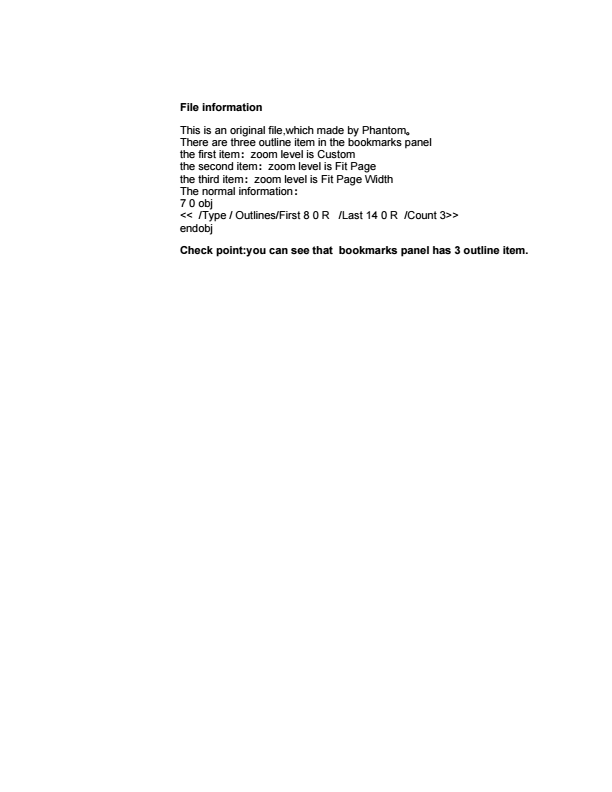 File information
This is an original file,which made by Phantom。
There are three outline item in the bookmarks panel
the first item：zoom level is Custom
the second item：zoom level is Fit Page
the third item：zoom level is Fit Page Width
The normal information：
7 0 obj
<<  /Type / Outlines/First 8 0 R   /Last 14 0 R  /Count 3>>
endobj
Check point:you can see that  bookmarks panel has 3 outline item.